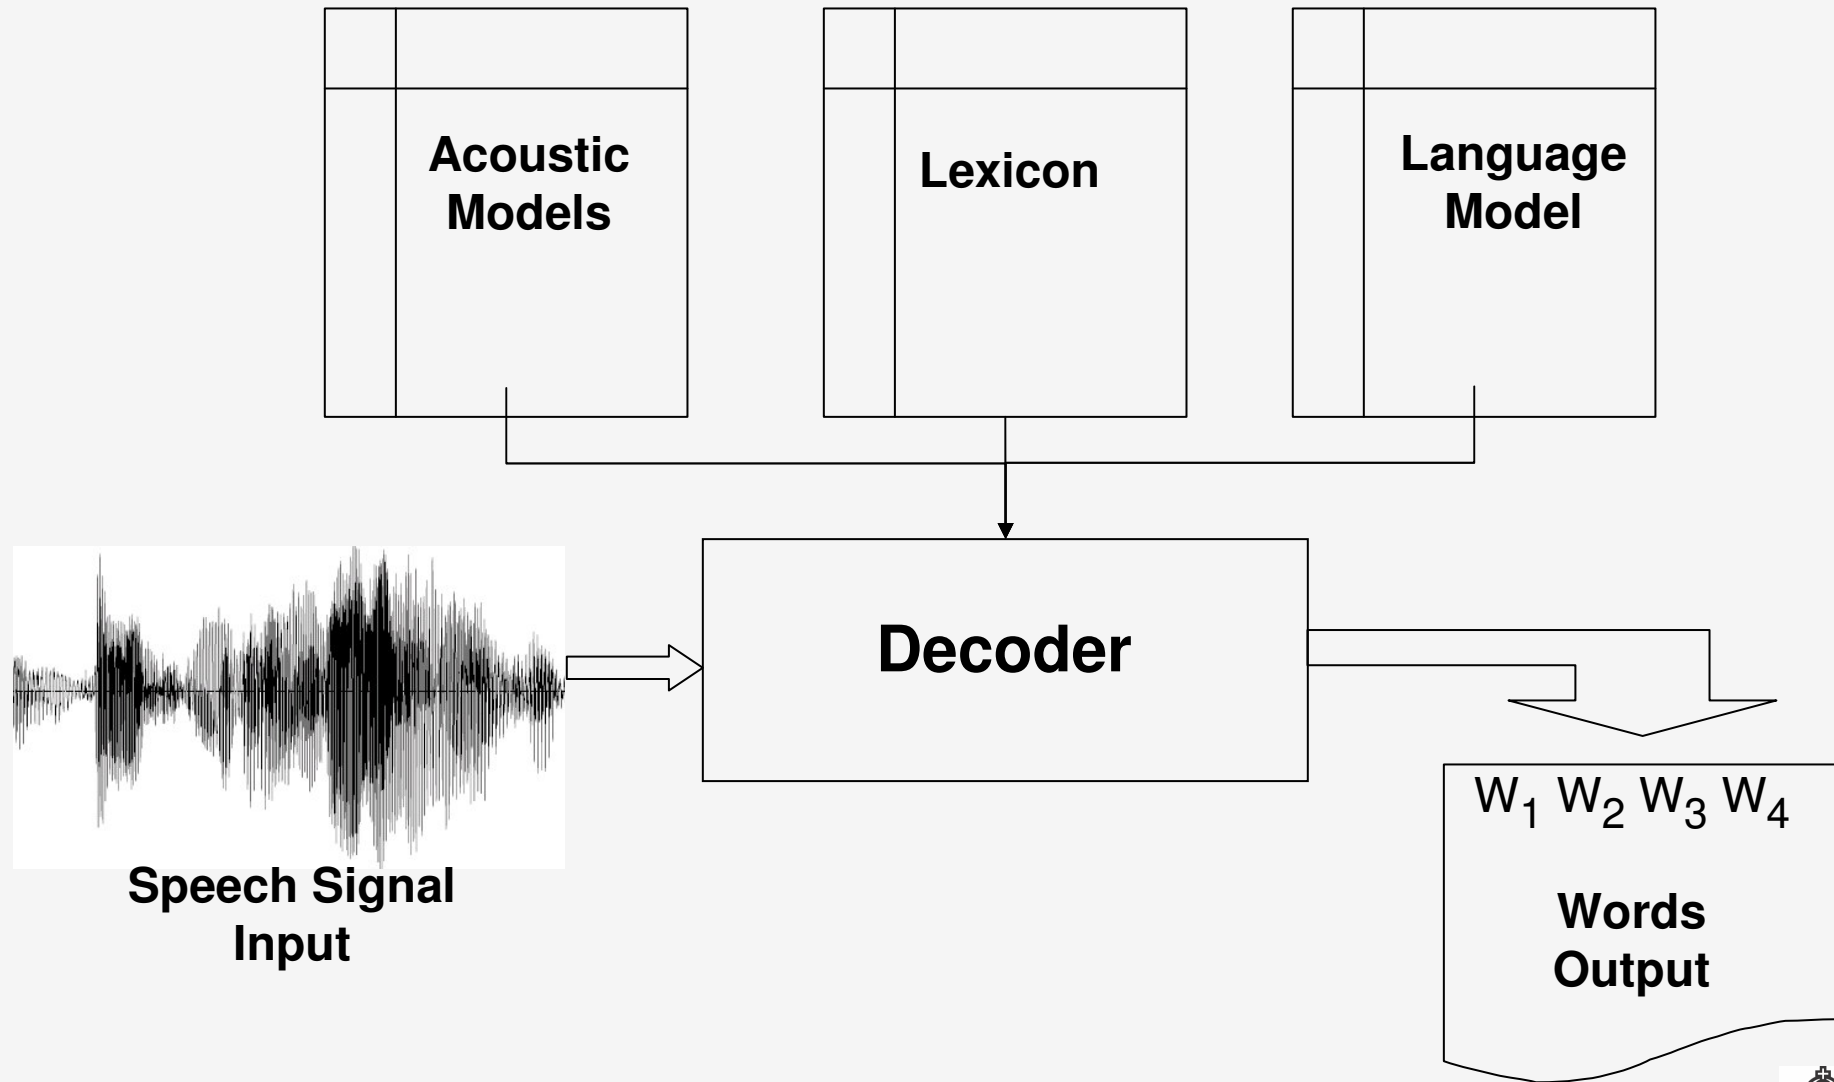 Acoustic
Models
Lexicon
Language
Model
Decoder
Speech Signal
Input
W₁ W₂ W₃ W₄
Words
Output